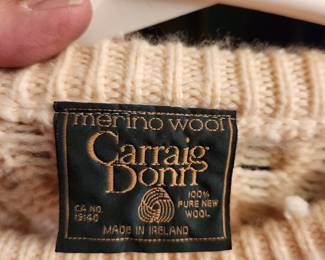 merino wool
Carraig
Donn
CA NO.
19140
100%
PURE NEW
WOOL
MADE IN IRELAND